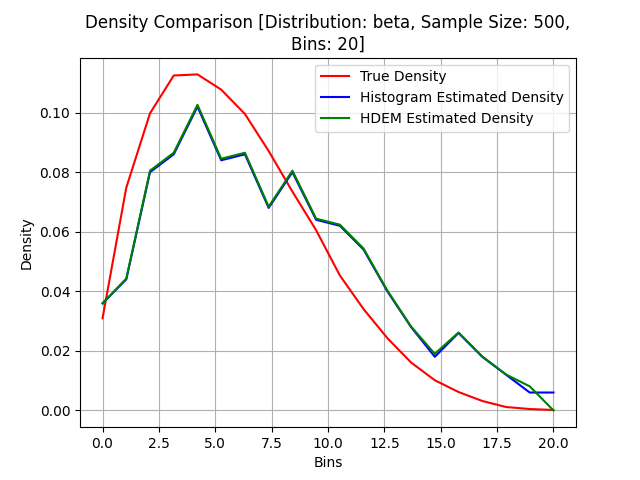 Density Comparison [Distribution: beta, Sample Size: 500,
Bins: 20]
True Density
Histogram Estimated Density
HDEM Estimated Density
Density
0.10
0.08
0.06
0.04
0.02
0.00
0.0 2.5 5.0 7.5 10.0 12.5 15.0 17.5 20.0
Bins